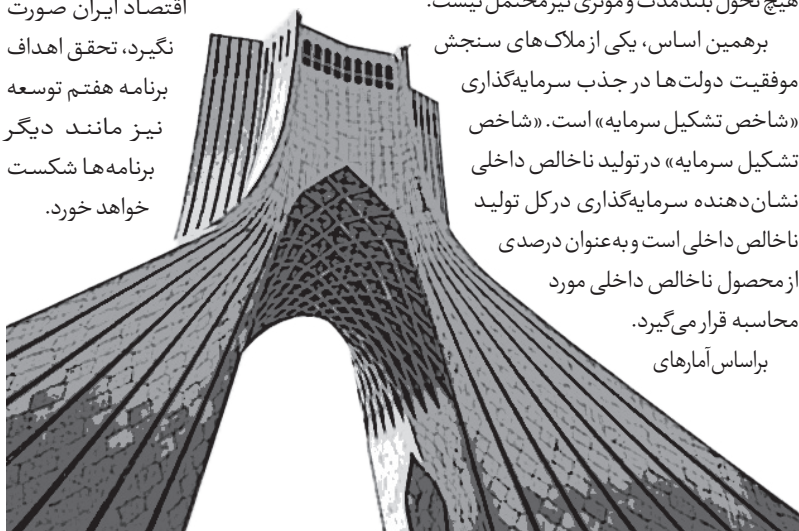 هیچ تحول بلندمدت و موثری نیز محتمل نیست.
برهمین اساس، یکی از ملاک‌های سنجش
موفقیت دولت‌ها در جذب سرمایه‌گذاری
«شاخص تشکیل سرمایه» است. «شاخص
تشکیل سرمایه» در تولید ناخالص داخلی
نشان‌دهنده سرمایه‌گذاری در کل تولید
ناخالص داخلی است و به‌عنوان درصدی
از محصول ناخالص داخلی مورد
محاسبه قرار می‌گیرد.
براساس آمارهای
اقتصاد ایران صورت
نگیرد، تحقق اهداف
برنامه هفتم توسعه
نیز مانند دیگر
برنامه‌ها شکست
خواهد خورد.